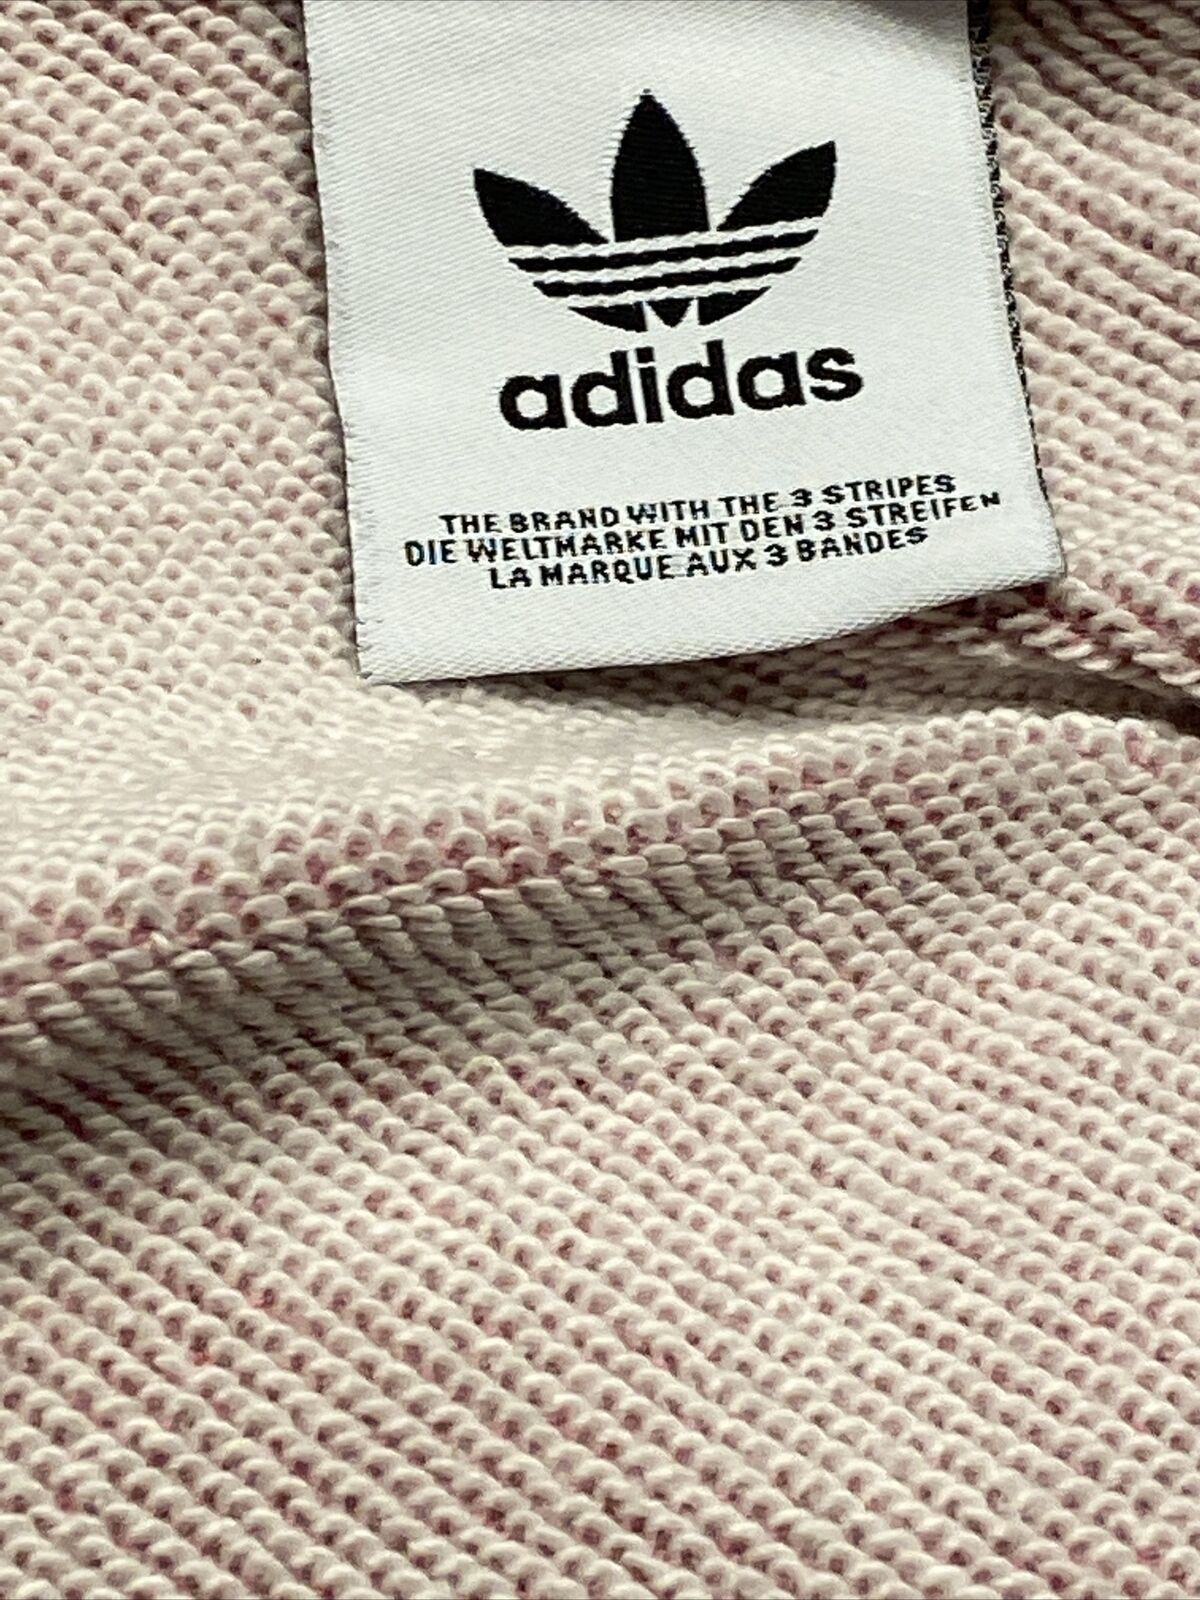 adidas
THE BRAND WITH THE 3 STRIPES
DIE WELTMARKE MIT DEN 3 STREIFEN
LA MARQUE AUX 3 BANDES